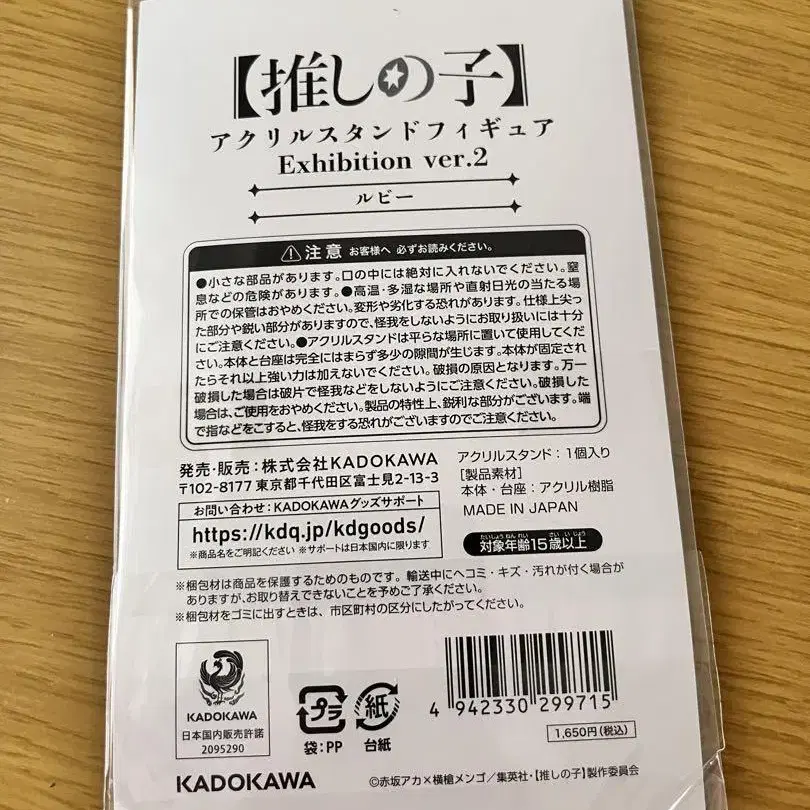 【推しの子】
アクリルスタンドフィギュア
Exhibition ver.2
ルビー
注意 お客様へ 必ずお読みください。
●小さな部品があります。口の中には絶対に入れないでください。窒
息などの危険があります。●高温・多湿な場所や直射日光の当たる場
所での保管はおやめください。変形や劣化する恐れがあります。仕様上尖っ
た部分や鋭い部分がありますので、怪我をしないようにお取り扱いには十分
にご注意ください。●アクリルスタンドは平らな場所に置いて使用してくだ
さい。本体と台座は完全にはまらず多少の隙間が生じます。本体が固定され
たらそれ以上強い力は加えないでください。破損の原因となります。万一
破損した場合は破片で怪我などをしないようにご注意ください。破損した
場合は、ご使用をおやめください。製品の特性上、鋭利な部分がございます。端
で指などをこすると、怪我をする恐れがございますのでご注意ください。
発売・販売：株式会社KADOKAWA
〒102-8177 東京都千代田区富士見2-13-3
お問い合わせ：KADOKAWAグッズサポート
https://kdq.jp/kdgoods/
※商品名をご明記ください ※サポートは日本国内に限ります
アクリルスタンド：1個入り
［製品素材］
本体・台座：アクリル樹脂
MADE IN JAPAN
たいしょうねんれい さいいじょう
対象年齢15歳以上
※梱包材は商品を保護するためのものです。輸送中にヘコミ・キズ・汚れが付く場合が
ありますが、お取り替えできないことを予めご了承ください。
※梱包材をゴミに出すときは、市区町村の区分にしたがってください。
KADOKAWA
日本国内販売許諾
2095290
プラ
袋：PP
紙
台紙
4 942330 299715
1,650円(税込)
KADOKAWA
©赤坂アカ×横槍メンゴ／集英社・【推しの子】製作委員会